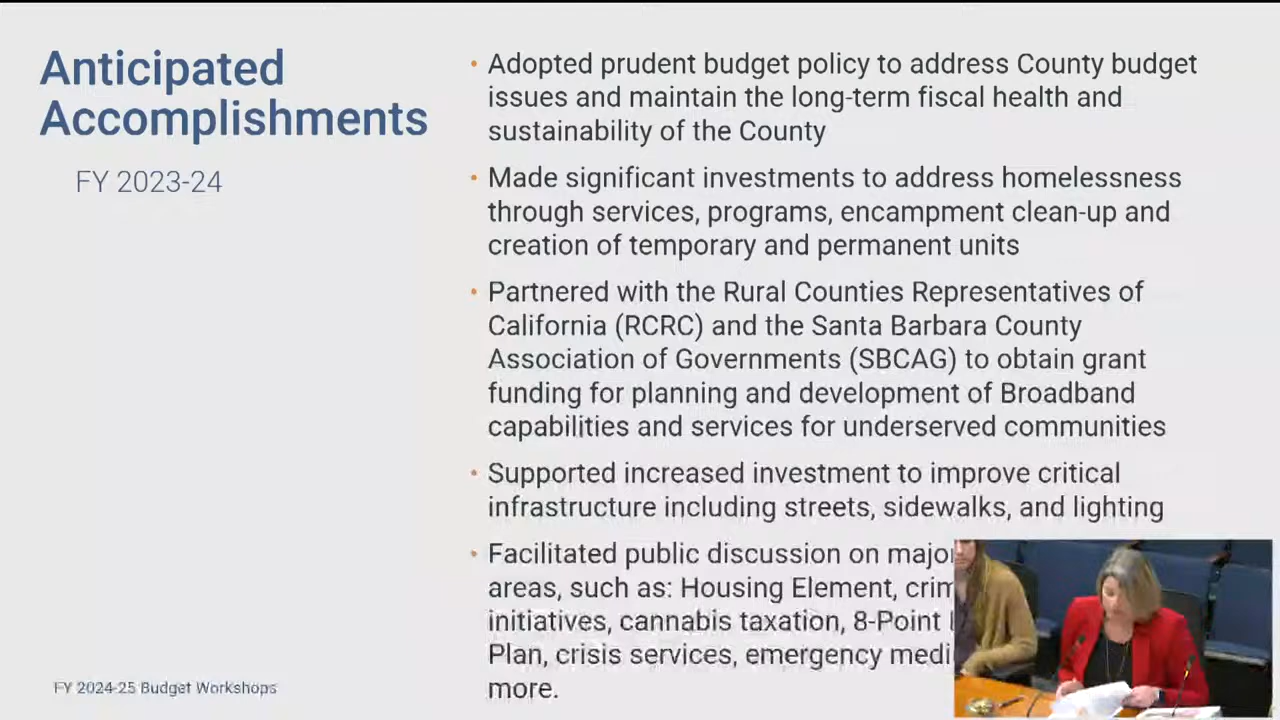 Anticipated
Accomplishments
FY 2023-24
• Adopted prudent budget policy to address County budget
issues and maintain the long-term fiscal health and
sustainability of the County
• Made significant investments to address homelessness
through services, programs, encampment clean-up and
creation of temporary and permanent units
• Partnered with the Rural Counties Representatives of
California (RCRC) and the Santa Barbara County
Association of Governments (SBCAG) to obtain grant
funding for planning and development of Broadband
capabilities and services for underserved communities
• Supported increased investment to improve critical
infrastructure including streets, sidewalks, and lighting
• Facilitated public discussion on major
areas, such as: Housing Element,
initiatives, cannabis taxation, 8-Point
Plan, crisis services, emergency
more.
FY 2024-25 Budget Workshops